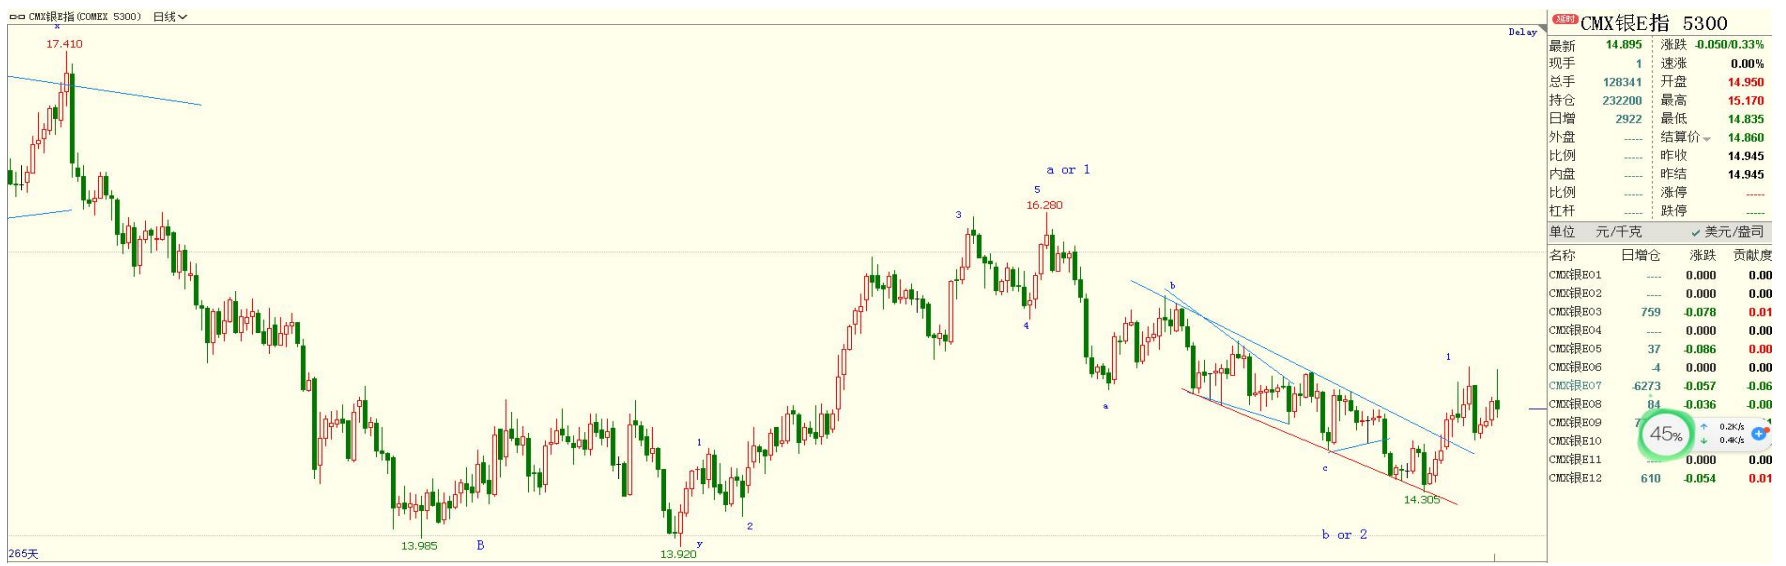 CMX银E指(COMEX 5300) 日线
x
17.410
Delay
a or 1
5
16.280
3
4
b
a
1
1
2
c
14.305
b or 2
13.985
B
y
13.920
265天
延时 CMX银E指 5300
最新 14.895 涨跌 -0.050/0.33%
现手 1 速涨 0.00%
总手 128341 开盘 14.950
持仓 232200 最高 15.170
日增 2922 最低 14.835
外盘 ----- 结算价 14.860
比例 ----- 昨收 14.945
内盘 ----- 昨结 14.945
比例 ----- 涨停 -----
杠杆 ----- 跌停 -----
单位 元/千克 ✓ 美元/盎司
名称 日增仓 涨跌 贡献度
CMX银E01 ---- 0.000 0.00
CMX银E02 ---- 0.000 0.00
CMX银E03 759 -0.078 0.01
CMX银E04 ---- 0.000 0.00
CMX银E05 37 -0.086 0.00
CMX银E06 -4 0.000 0.00
CMX银E07 -6273 -0.057 -0.06
CMX银E08 84 -0.036 -0.00
CMX银E09
CMX银E10
45% 0.2K/s
0.4K/s
CMX银E11 0.000 0.00
CMX银E12 610 -0.054 0.01